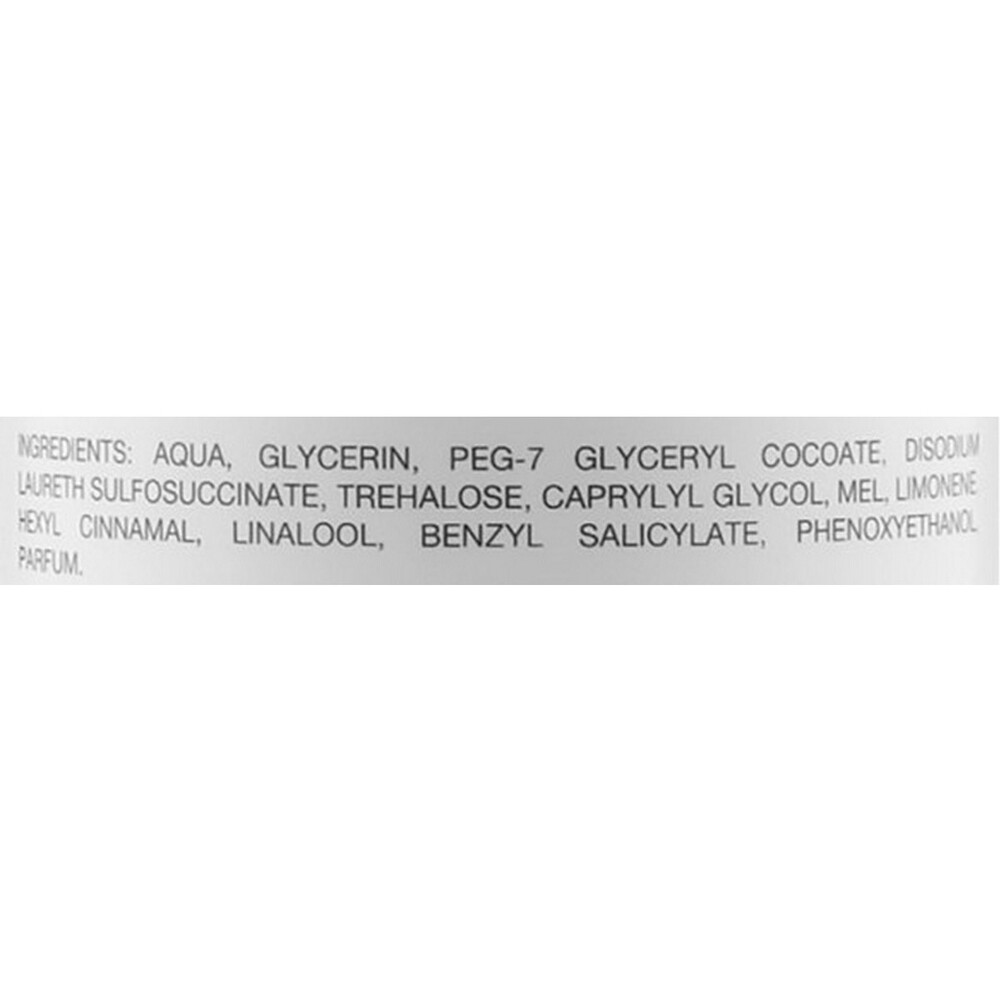 INGREDIENTS: AQUA, GLYCERIN, PEG-7 GLYCERYL COCOATE, DISODIUM
LAURETH SULFOSUCCINATE, TREHALOSE, CAPRYLYL GLYCOL, MEL, LIMONENE
HEXYL CINNAMAL, LINALOOL, BENZYL SALICYLATE, PHENOXYETHANOL
PARFUM.